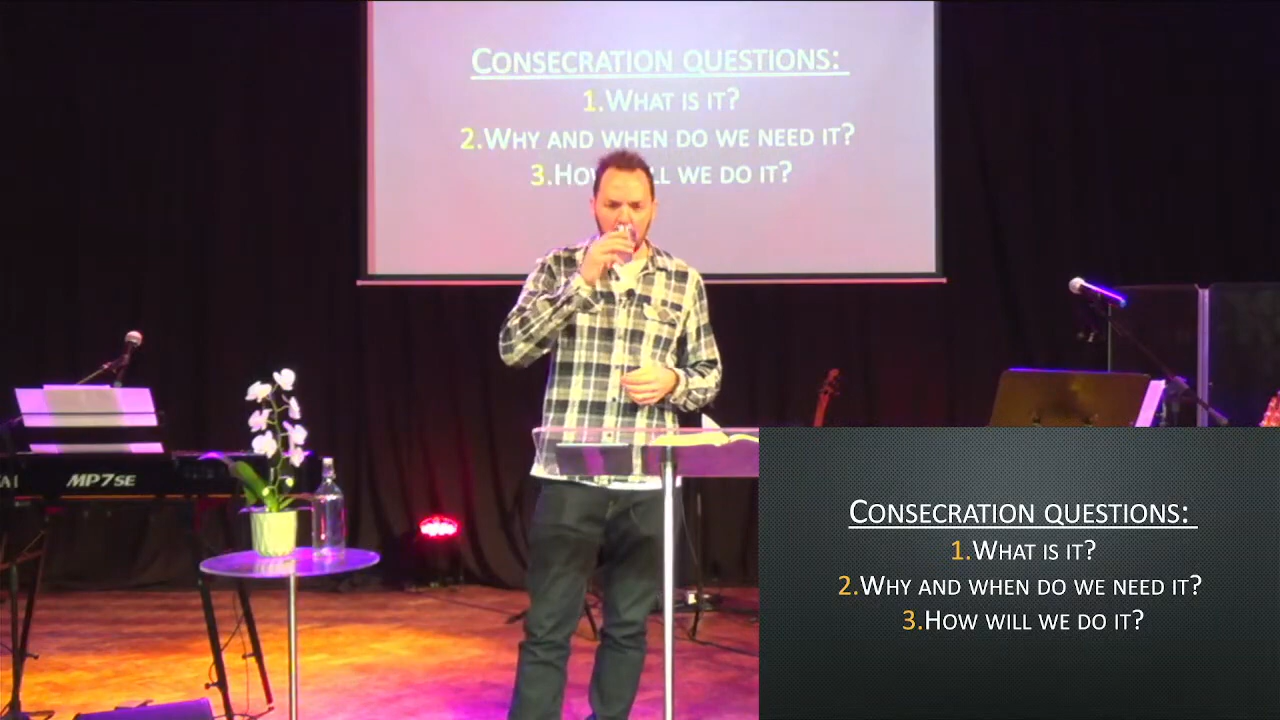 CONSECRATION QUESTIONS:
1.WHAT IS IT?
2.WHY AND WHEN DO WE NEED IT?
3.HOW WILL WE DO IT?
MP7SE
CONSECRATION QUESTIONS:
1.WHAT IS IT?
2.WHY AND WHEN DO WE NEED IT?
3.HOW WILL WE DO IT?